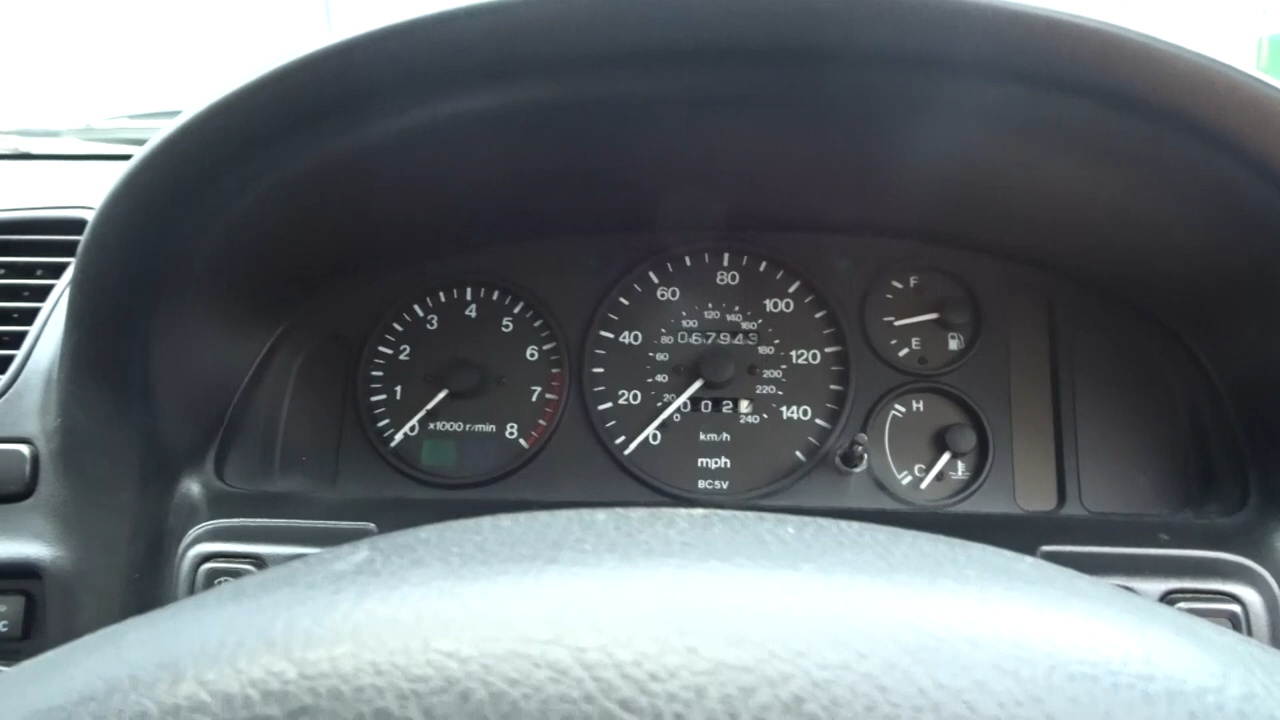 0 1 2 3 4 5 6 7 8
x1000 r/min
0 20 40 60 80 100 120 140
0 20 40 60 80 100 120 140 160 180 200 220 240
067943
002
km/h
mph
BC5V
F
E
H
C
C